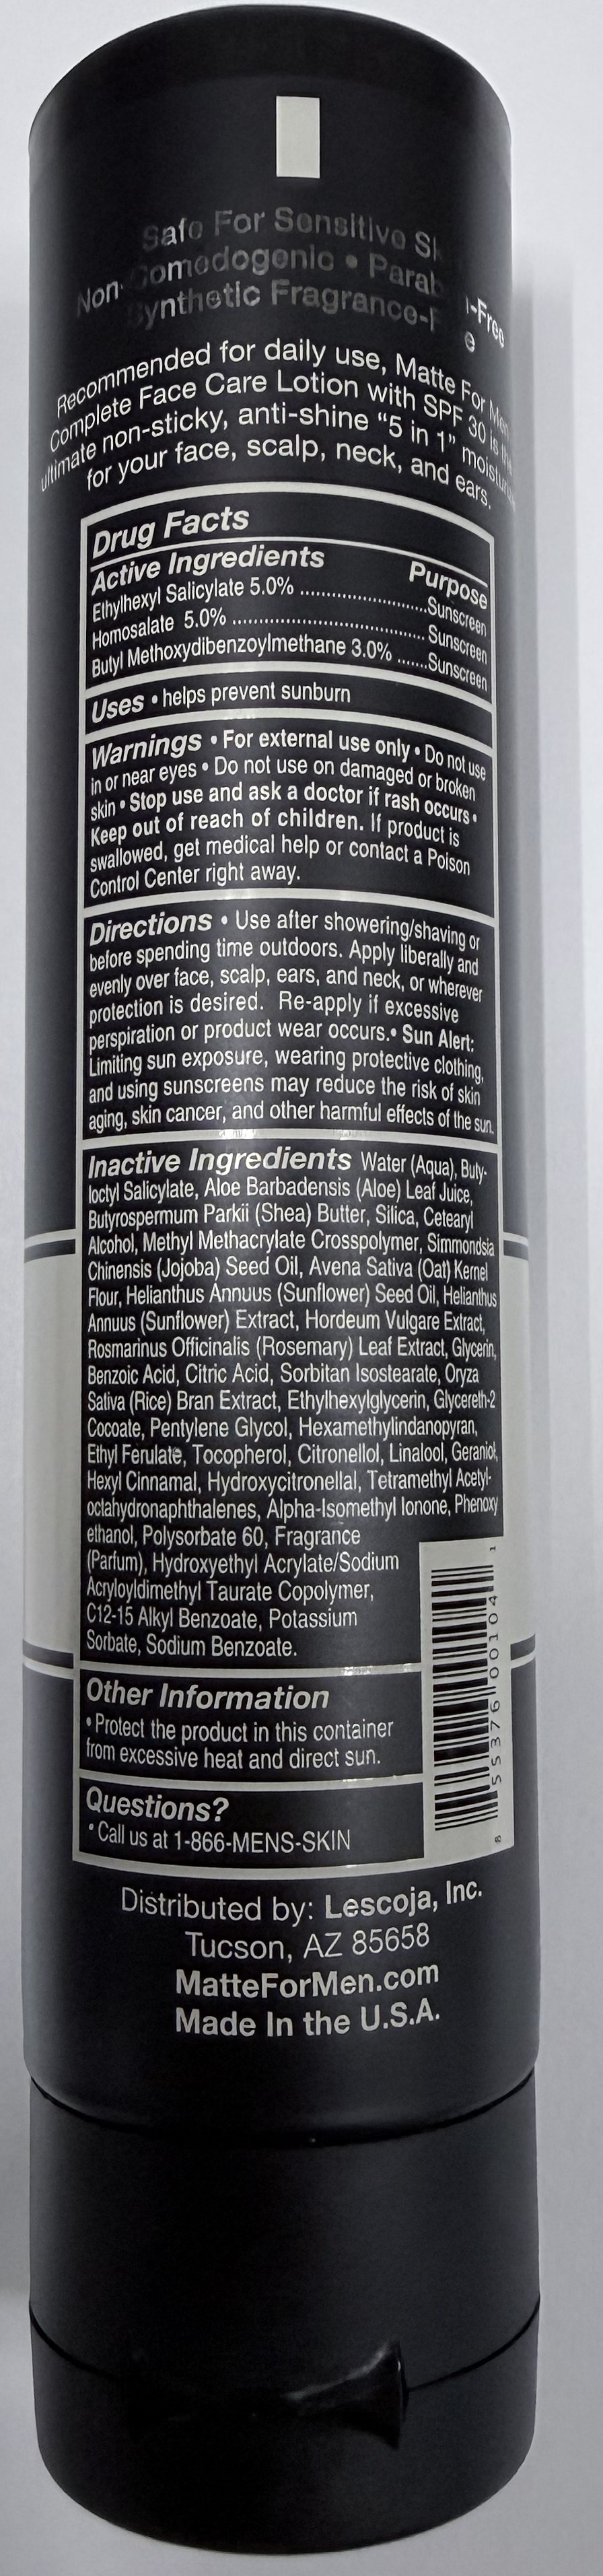 Safe For Sensitive
Non-Comedogenic • Parab -Free
Synthetic Fragrance-F e
Recommended for daily use, Matte For Men
Complete Face Care Lotion with SPF 30 is the
ultimate non-sticky, anti-shine “5 in 1”
for your face, scalp, neck, and ears.
Drug Facts
Active Ingredients Purpose
Ethylhexyl Salicylate 5.0% ..........................Sunscreen
Homosalate 5.0% ........................................Sunscreen
Butyl Methoxydibenzoylmethane 3.0% .......Sunscreen
Uses • helps prevent sunburn
Warnings • For external use only • Do not use
in or near eyes • Do not use on damaged or broken
skin • Stop use and ask a doctor if rash occurs •
Keep out of reach of children. If product is
swallowed, get medical help or contact a Poison
Control Center right away.
Directions • Use after showering/shaving or
before spending time outdoors. Apply liberally and
evenly over face, scalp, ears, and neck, or wherever
protection is desired. Re-apply if excessive
perspiration or product wear occurs.• Sun Alert:
Limiting sun exposure, wearing protective clothing,
and using sunscreens may reduce the risk of skin
aging, skin cancer, and other harmful effects of the sun.
Inactive Ingredients Water (Aqua), Buty-
loctyl Salicylate, Aloe Barbadensis (Aloe) Leaf Juice,
Butyrospermum Parkii (Shea) Butter, Silica, Cetearyl
Alcohol, Methyl Methacrylate Crosspolymer, Simmondsia
Chinensis (Jojoba) Seed Oil, Avena Sativa (Oat) Kernel
Flour, Helianthus Annuus (Sunflower) Seed Oil, Helianthus
Annuus (Sunflower) Extract, Hordeum Vulgare Extract,
Rosmarinus Officinalis (Rosemary) Leaf Extract, Glycerin,
Benzoic Acid, Citric Acid, Sorbitan Isostearate, Oryza
Sativa (Rice) Bran Extract, Ethylhexylglycerin, Glycereth-2
Cocoate, Pentylene Glycol, Hexamethylindanopyran,
Ethyl Ferulate, Tocopherol, Citronellol, Linalool, Geraniol,
Hexyl Cinnamal, Hydroxycitronellal, Tetramethyl Acetyl-
octahydronaphthalenes, Alpha-Isomethyl Ionone, Phenoxy
ethanol, Polysorbate 60, Fragrance
(Parfum), Hydroxyethyl Acrylate/Sodium
Acryloyldimethyl Taurate Copolymer,
C12-15 Alkyl Benzoate, Potassium
Sorbate, Sodium Benzoate.
8 55376 00104 1
Other Information
• Protect the product in this container
from excessive heat and direct sun.
Questions?
• Call us at 1-866-MENS-SKIN
Distributed by: Lescoja, Inc.
Tucson, AZ 85658
MatteForMen.com
Made In the U.S.A.